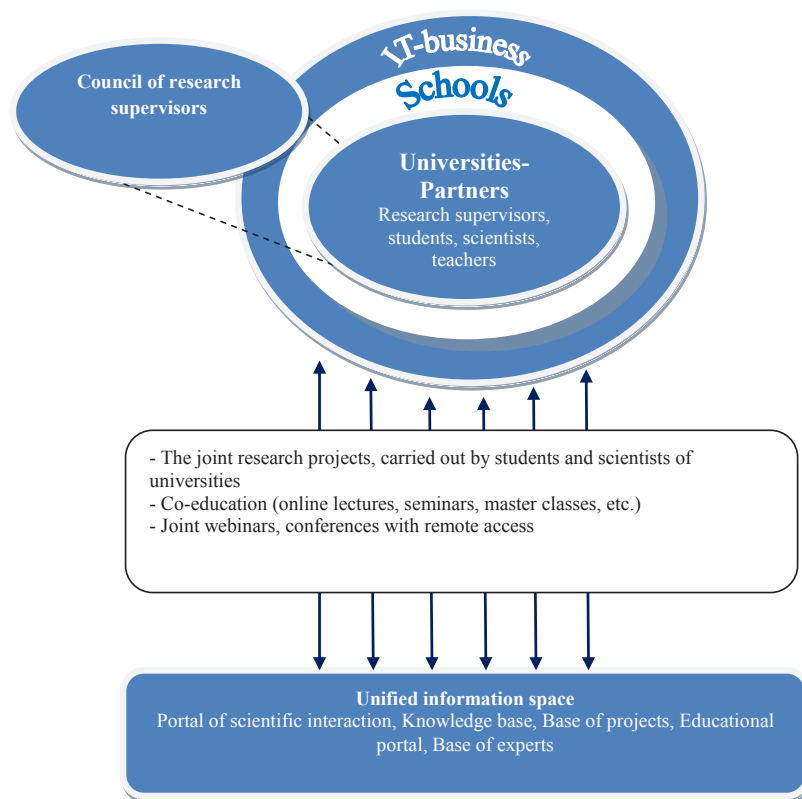 I.T-business
Schools
Council of research
supervisors
Universities-
Partners
Research supervisors,
students, scientists,
teachers
- The joint research projects, carried out by students and scientists of
universities
- Co-education (online lectures, seminars, master classes, etc.)
- Joint webinars, conferences with remote access
Unified information space
Portal of scientific interaction, Knowledge base, Base of projects, Educational
portal, Base of experts